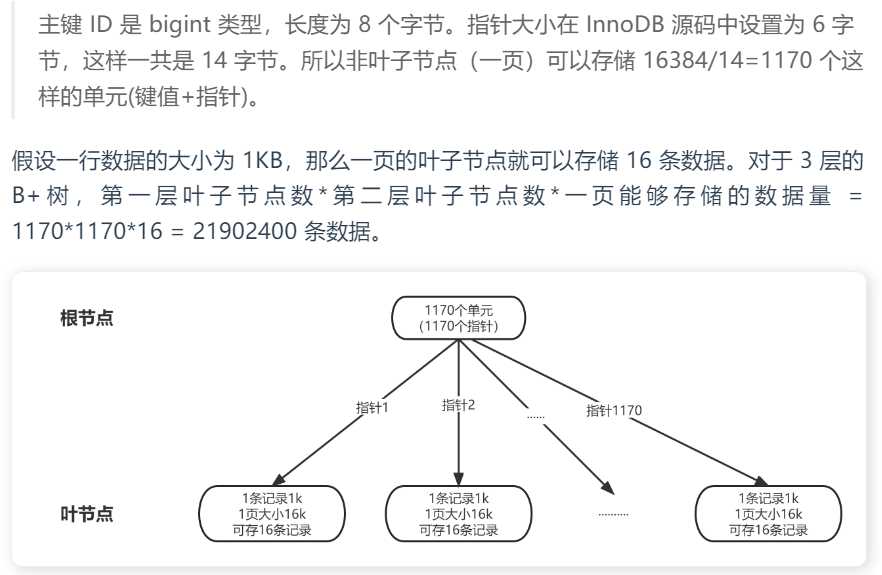 主键 ID 是 bigint 类型，长度为 8 个字节。指针大小在 InnoDB 源码中设置为 6 字
节，这样一共是 14 字节。所以非叶子节点（一页）可以存储 16384/14=1170 个这
样的单元(键值+指针)。
假设一行数据的大小为 1KB，那么一页的叶子节点就可以存储 16 条数据。对于 3 层的
B+ 树，第一层叶子节点数*第二层叶子节点数*一页能够存储的数据量 =
1170*1170*16 = 21902400 条数据。
根节点
1170个单元
（1170个指针）
指针1
指针2
......
指针1170
叶节点
1条记录1k
1页大小16k
可存16条记录
1条记录1k
1页大小16k
可存16条记录
..........
1条记录1k
1页大小16k
可存16条记录